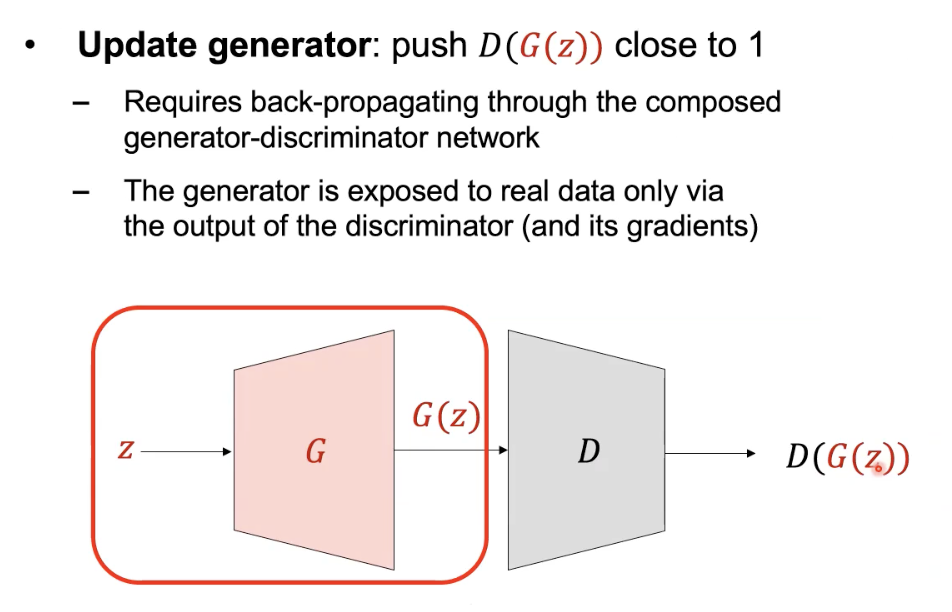 • Update generator: push D(G(z)) close to 1
– Requires back-propagating through the composed
generator-discriminator network
– The generator is exposed to real data only via
the output of the discriminator (and its gradients)
z
G
G(z)
D
D(G(z))